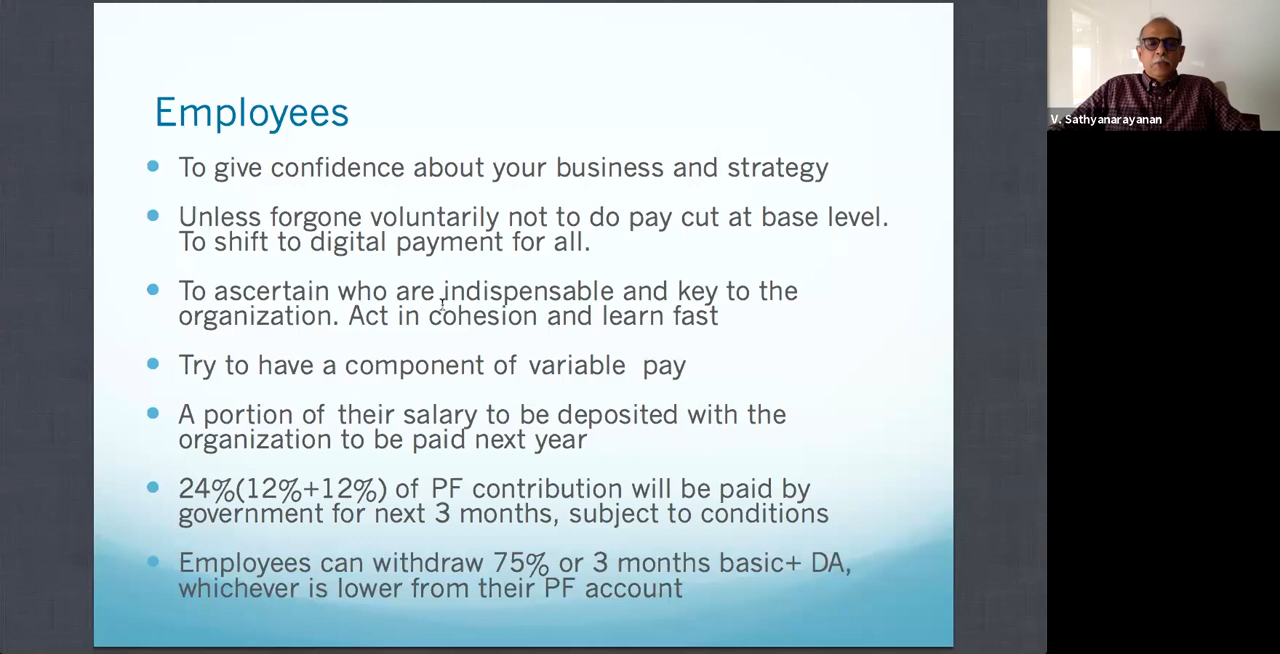 Employees
To give confidence about your business and strategy
Unless forgone voluntarily not to do pay cut at base level.
To shift to digital payment for all.
To ascertain who are indispensable and key to the
organization. Act in cohesion and learn fast
Try to have a component of variable pay
A portion of their salary to be deposited with the
organization to be paid next year
24%(12%+12%) of PF contribution will be paid by
government for next 3 months, subject to conditions
Employees can withdraw 75% or 3 months basic+ DA,
whichever is lower from their PF account
V. Sathyanarayanan